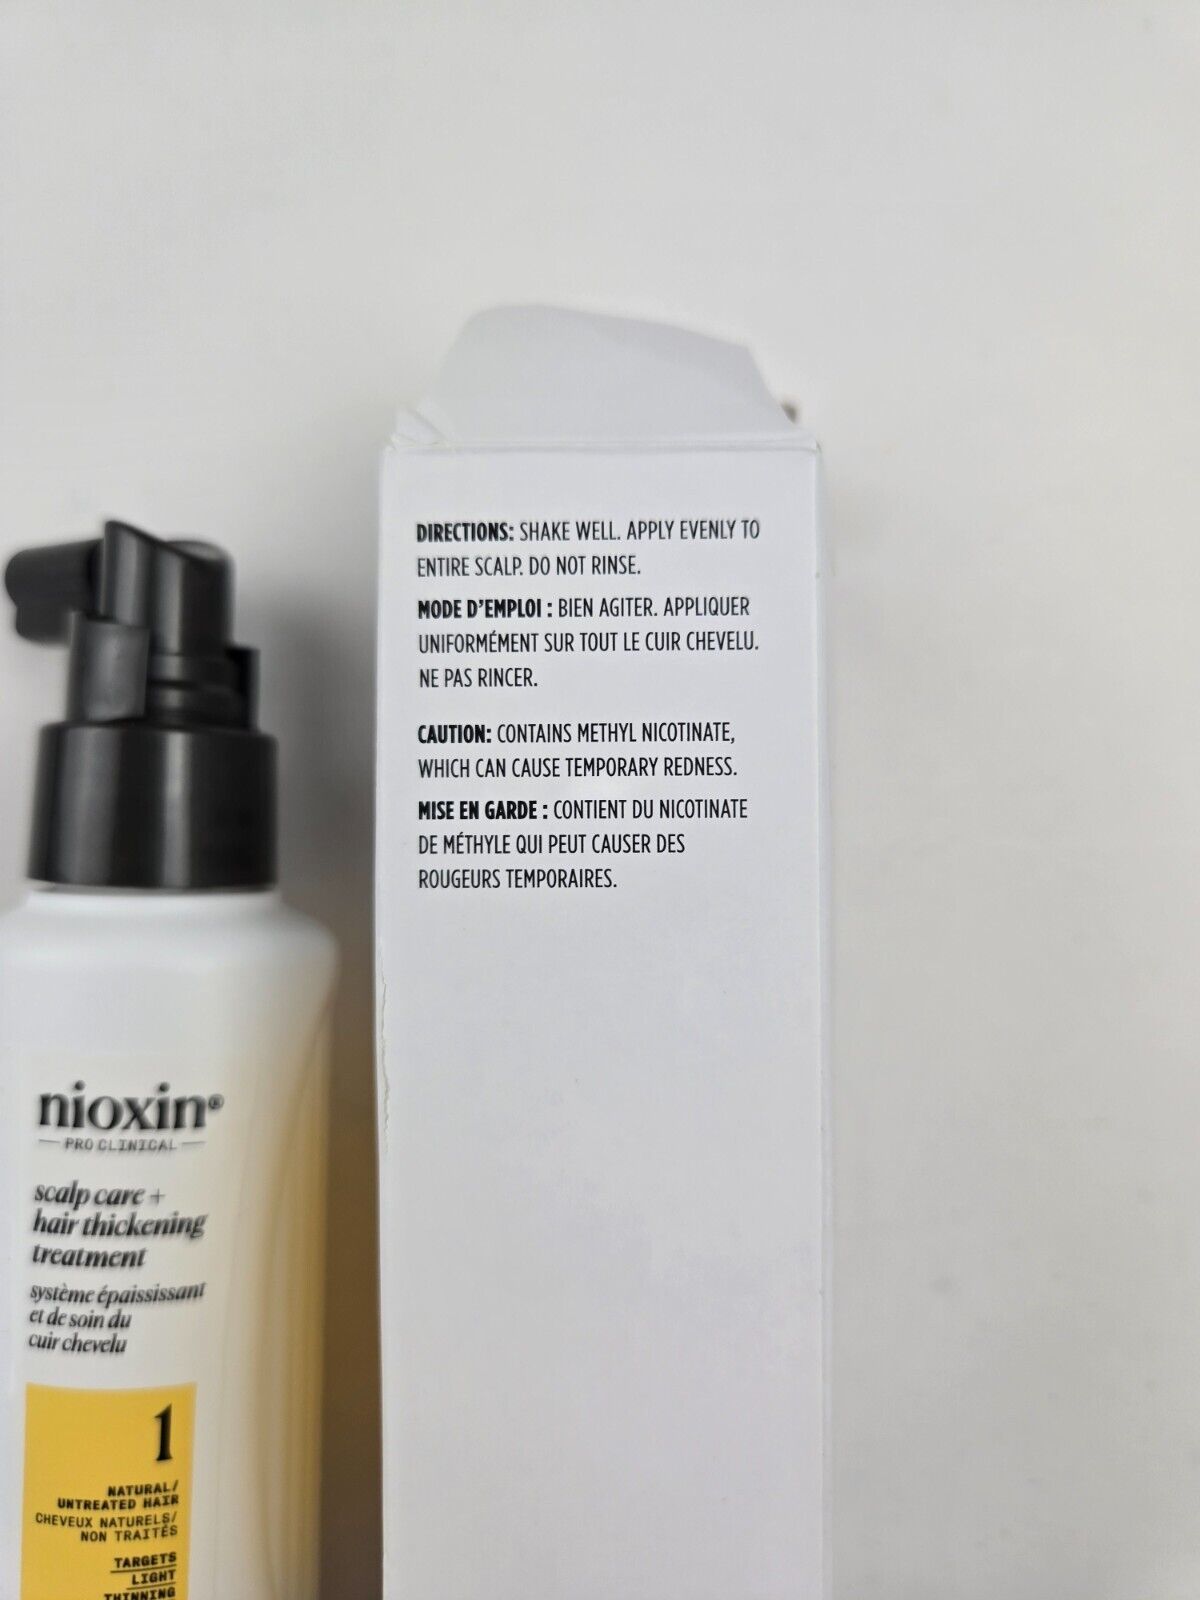 DIRECTIONS: SHAKE WELL. APPLY EVENLY TO
ENTIRE SCALP. DO NOT RINSE.
MODE D'EMPLOI : BIEN AGITER. APPLIQUER
UNIFORMÉMENT SUR TOUT LE CUIR CHEVELU.
NE PAS RINCER.
CAUTION: CONTAINS METHYL NICOTINATE,
WHICH CAN CAUSE TEMPORARY REDNESS.
MISE EN GARDE : CONTIENT DU NICOTINATE
DE MÉTHYLE QUI PEUT CAUSER DES
ROUGEURS TEMPORAIRES.
nioxin®
PRO CLINICAL
scalp care +
hair thickening
treatment
système épaississant
et de soin du
cuir chevelu
1
NATURAL/
UNTREATED HAIR
CHEVEUX NATURELS/
NON TRAITÉS
TARGETS
LIGHT
THINNING